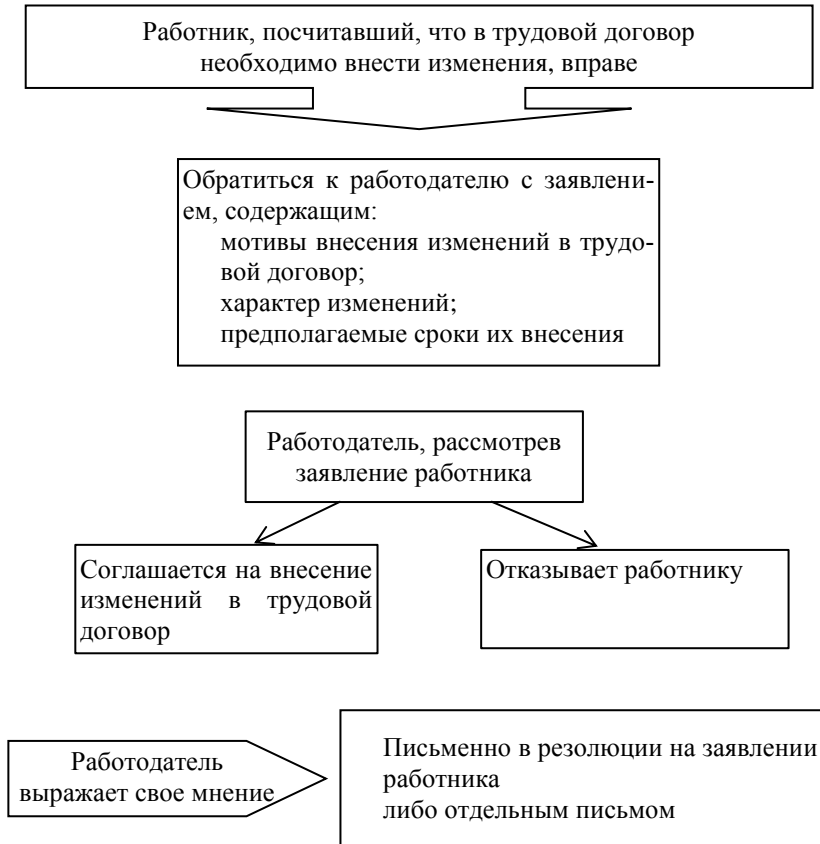 Работник, посчитавший, что в трудовой договор
необходимо внести изменения, вправе
Обратиться к работодателю с заявлени-
ем, содержащим:
мотивы внесения изменений в трудо-
вой договор;
характер изменений;
предполагаемые сроки их внесения
Работодатель, рассмотрев
заявление работника
Соглашается на внесение
изменений в трудовой
договор
Отказывает работнику
Работодатель
выражает свое мнение
Письменно в резолюции на заявлении
работника
либо отдельным письмом